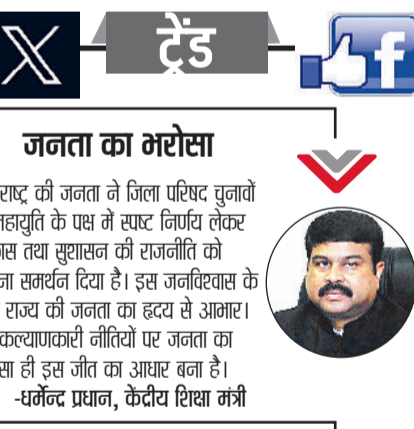 ट्रेंड
जनता का भरोसा
राष्ट्र की जनता ने जिला परिषद चुनावों
हायुति के पक्ष में स्पष्ट निर्णय लेकर
तथा सुशासन की राजनीति को
समर्थन दिया है। इस जनविश्वास के
राज्य की जनता का हृदय से आभार।
कल्याणकारी नीतियों पर जनता का
ही इस जीत का आधार बना है।
-धर्मेन्द्र प्रधान, केंद्रीय शिक्षा मंत्री